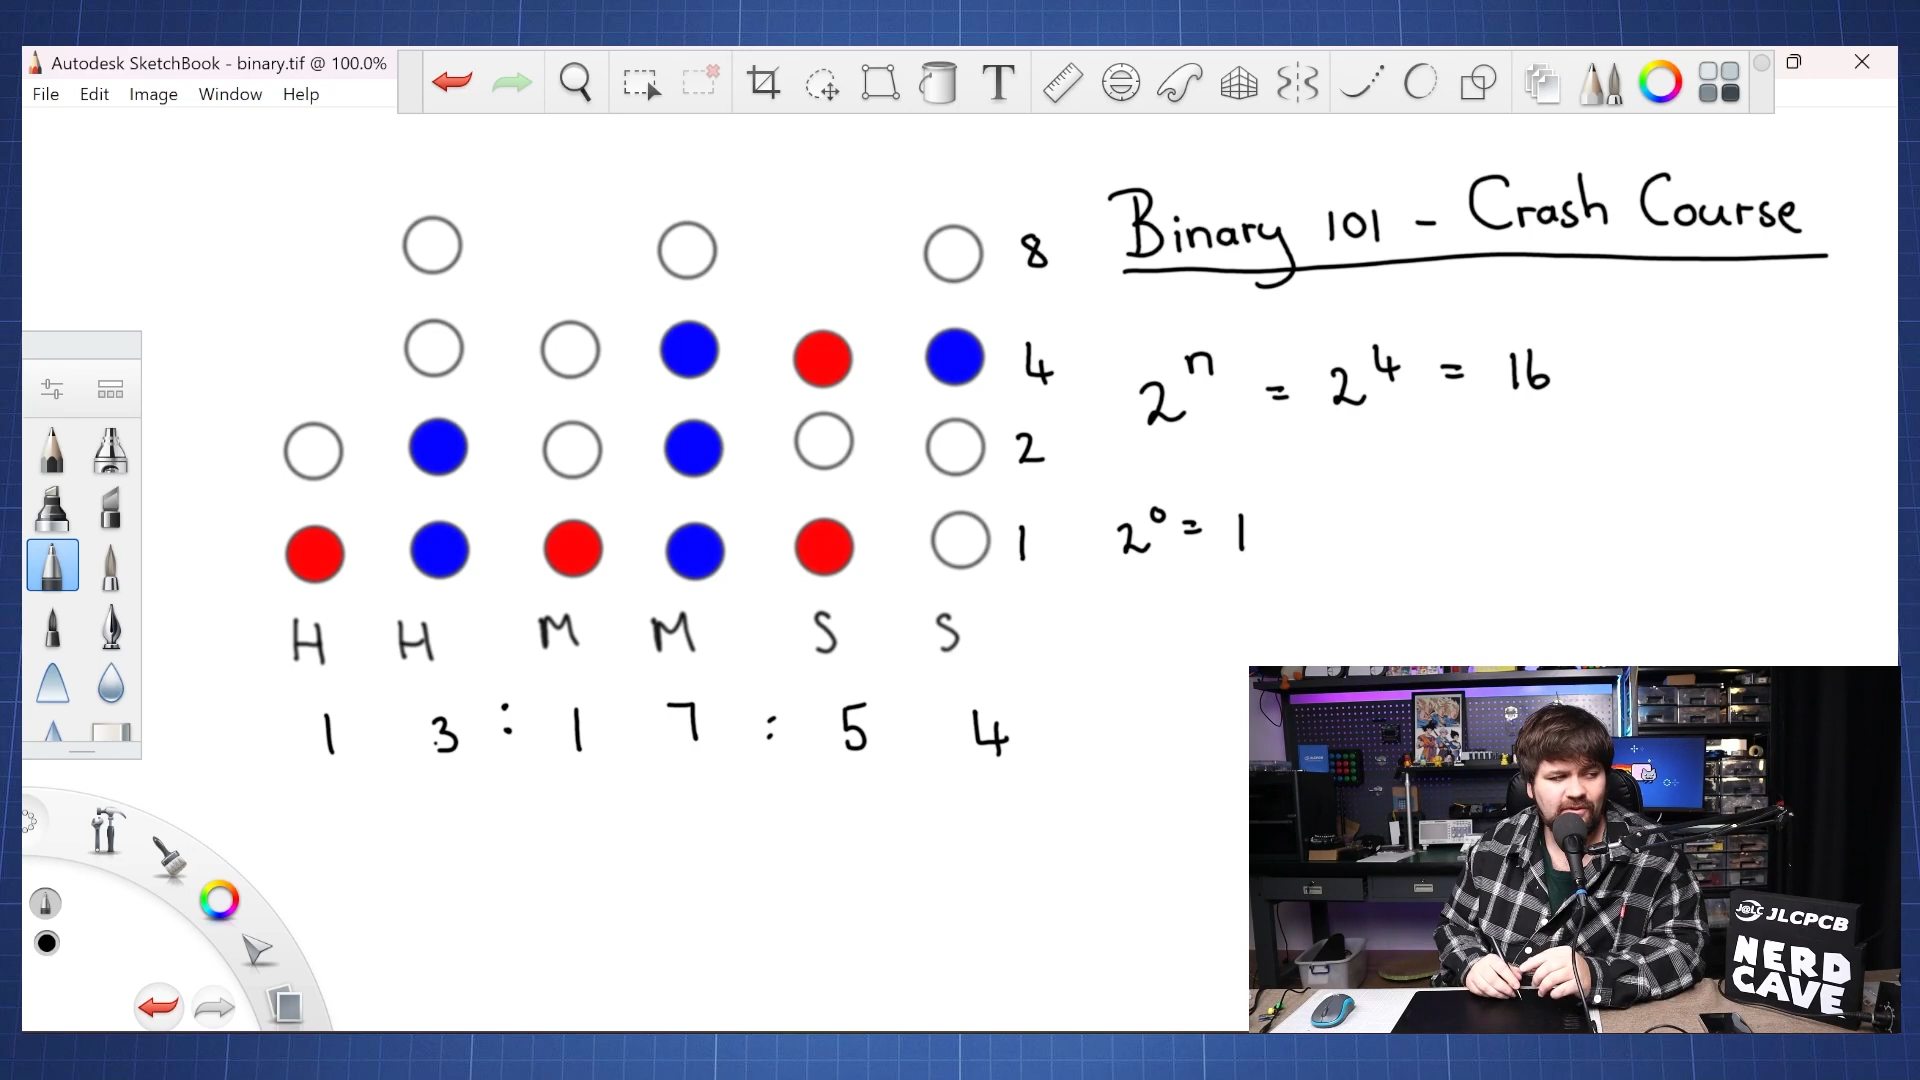 Autodesk SketchBook - binary.tif @ 100.0%
File Edit Image Window Help
T
Binary 101 - Crash Course
8
4
2
1
2^n = 2^4 = 16
2^0 = 1
H H M M S S
1 3 : 1 7 : 5 4
J@LC JLCPCB
NERD
CAVE